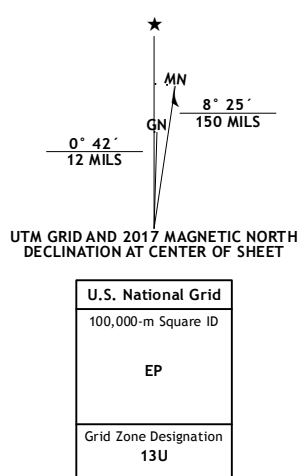 ★
MN
GN
8° 25´
150 MILS
0° 42´
12 MILS
UTM GRID AND 2017 MAGNETIC NORTH
DECLINATION AT CENTER OF SHEET
U.S. National Grid
100,000-m Square ID
EP
Grid Zone Designation
13U